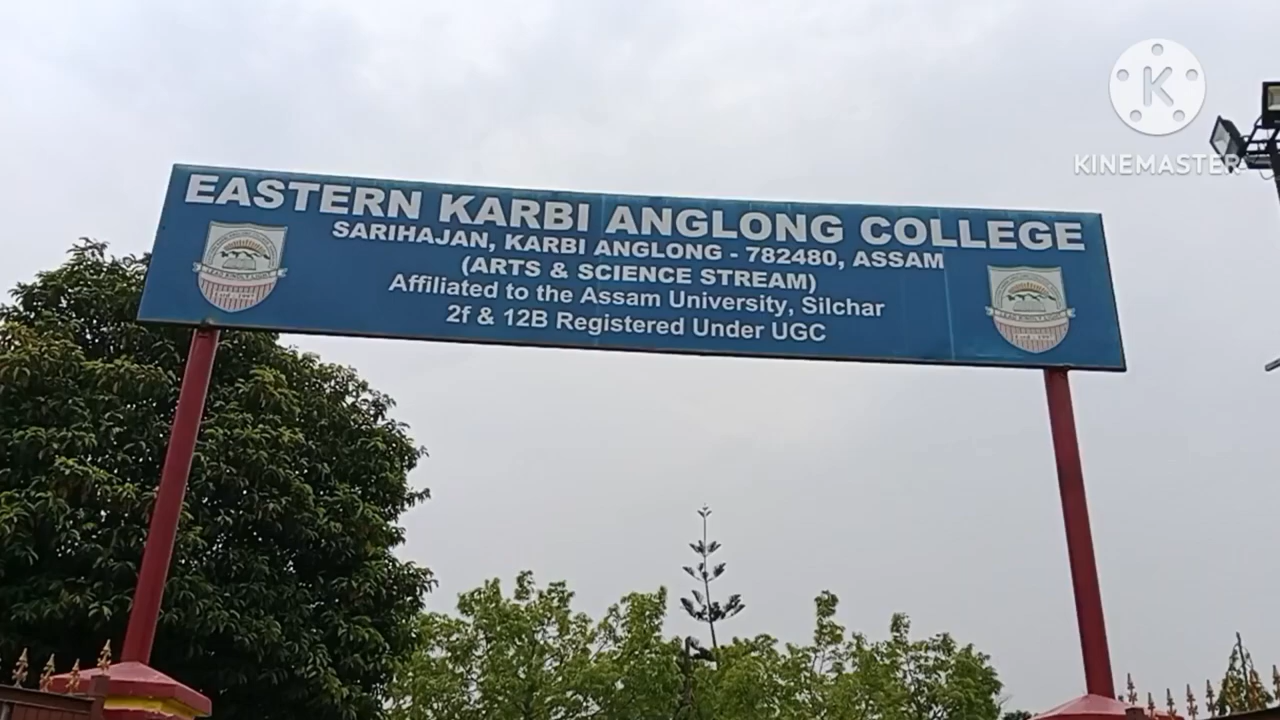 EASTERN KARBI ANGLONG COLLEGE
SARIHAJAN, KARBI ANGLONG - 782480, ASSAM
(ARTS & SCIENCE STREAM)
Affiliated to the Assam University, Silchar
2f & 12B Registered Under UGC
K
KINEMASTER